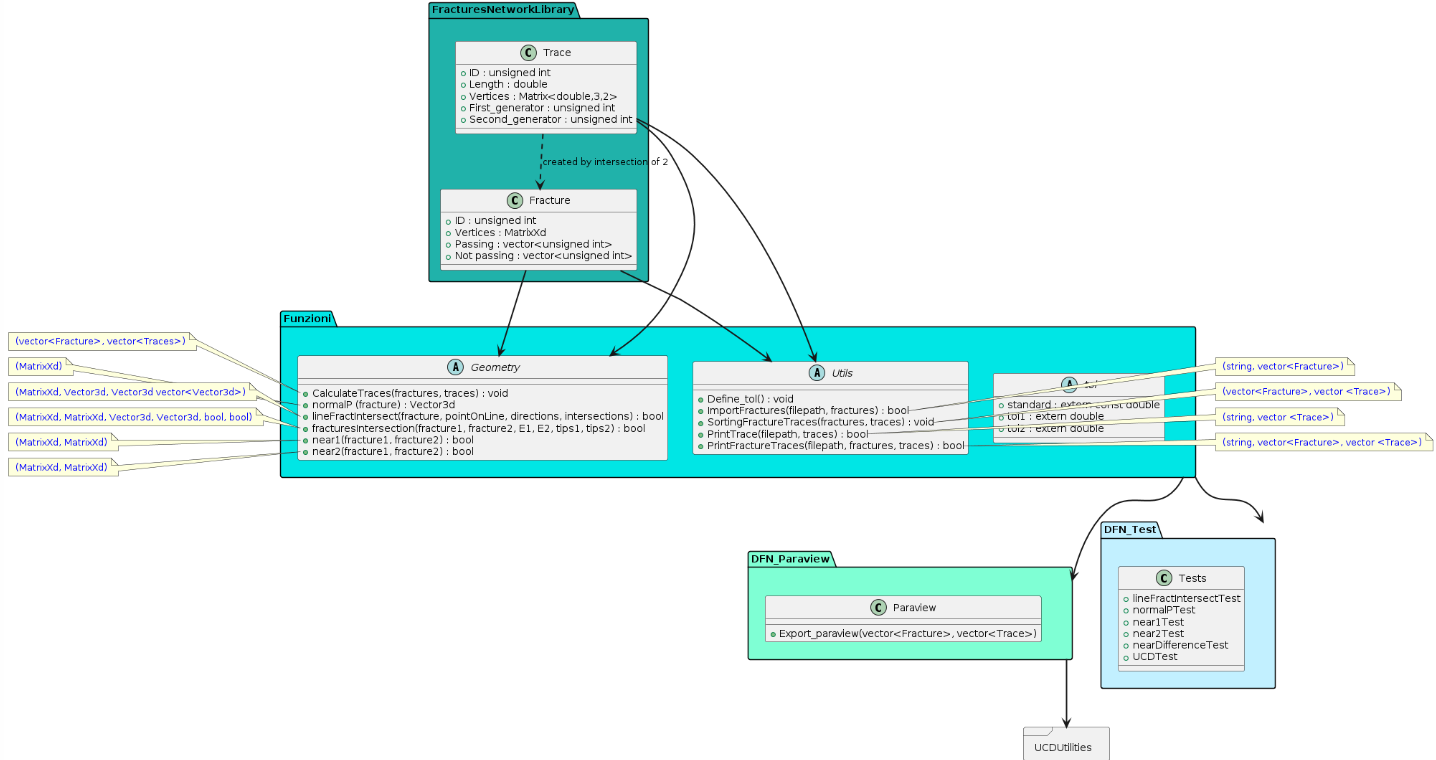 FracturesNetworkLibrary
C Trace
ID : unsigned int
Length : double
Vertices : Matrix<double,3,2>
First_generator : unsigned int
Second_generator : unsigned int
created by intersection of 2
C Fracture
ID : unsigned int
Vertices : MatrixXd
Passing : vector<unsigned int>
Not passing : vector<unsigned int>
Funzioni
(vector<Fracture>, vector<Traces>)
(MatrixXd)
(MatrixXd, Vector3d, Vector3d vector<Vector3d>)
(MatrixXd, MatrixXd, Vector3d, Vector3d, bool, bool)
(MatrixXd, MatrixXd)
(MatrixXd, MatrixXd)
A Geometry
CalculateTraces(fractures, traces) : void
normalP (fracture) : Vector3d
lineFractIntersect(fracture, pointOnLine, directions, intersections) : bool
fracturesIntersection(fracture1, fracture2, E1, E2, tips1, tips2) : bool
near1(fracture1, fracture2) : bool
near2(fracture1, fracture2) : bool
A Utils
Define_tol() : void
ImportFractures(filepath, fractures) : bool
SortingFractureTraces(fractures, traces) : void
PrintTrace(filepath, traces) : bool
PrintFractureTraces(filepath, fractures, traces) : bool
A
standard : extern const double
tol1 : extern double
tol2 : extern double
(string, vector<Fracture>)
(vector<Fracture>, vector <Trace>)
(string, vector <Trace>)
(string, vector<Fracture>, vector <Trace>)
DFN_Test
C Tests
lineFractIntersectTest
normalPTest
near1Test
near2Test
nearDifferenceTest
UCDTest
DFN_Paraview
C Paraview
Export_paraview(vector<Fracture>, vector<Trace>)
UCDUtilities